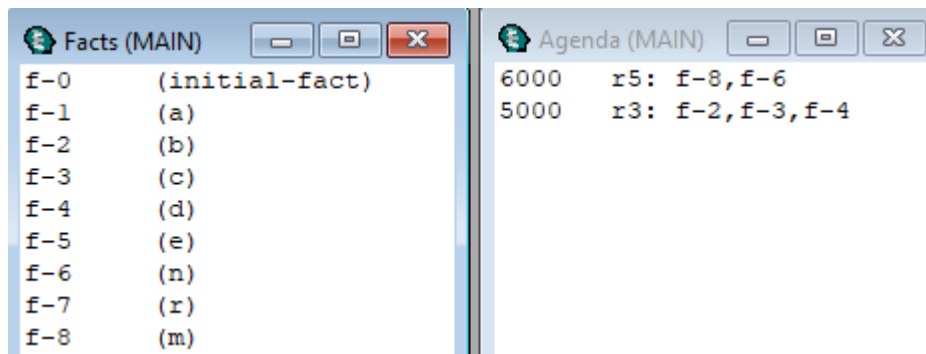 Facts (MAIN)
f-0 (initial-fact)
f-1 (a)
f-2 (b)
f-3 (c)
f-4 (d)
f-5 (e)
f-6 (n)
f-7 (r)
f-8 (m)
Agenda (MAIN)
6000 r5: f-8,f-6
5000 r3: f-2,f-3,f-4